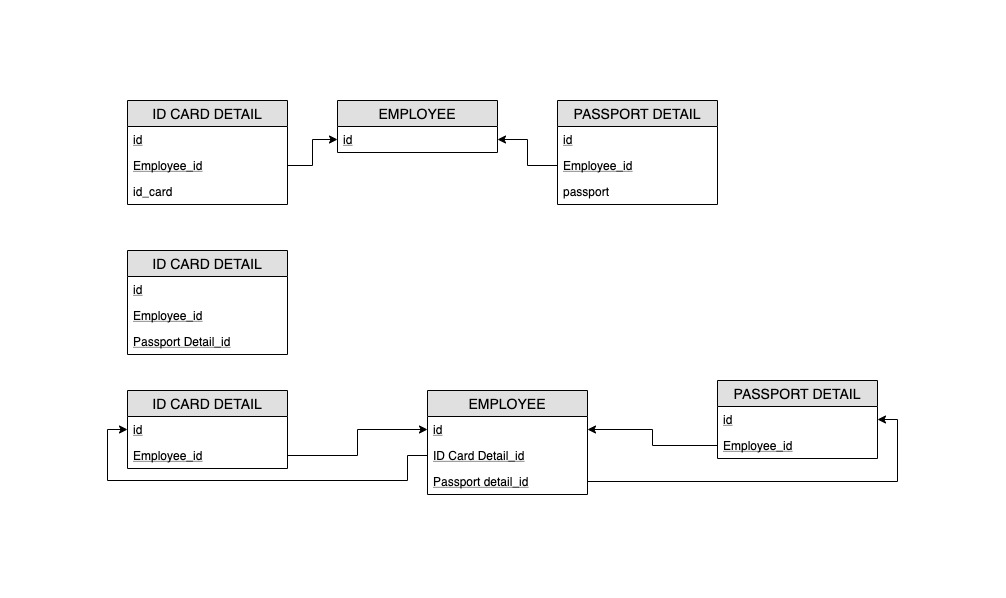 ID CARD DETAIL
id
Employee_id
id_card
EMPLOYEE
id
PASSPORT DETAIL
id
Employee_id
passport
ID CARD DETAIL
id
Employee_id
Passport Detail_id
ID CARD DETAIL
id
Employee_id
EMPLOYEE
id
ID Card Detail_id
Passport detail_id
PASSPORT DETAIL
id
Employee_id